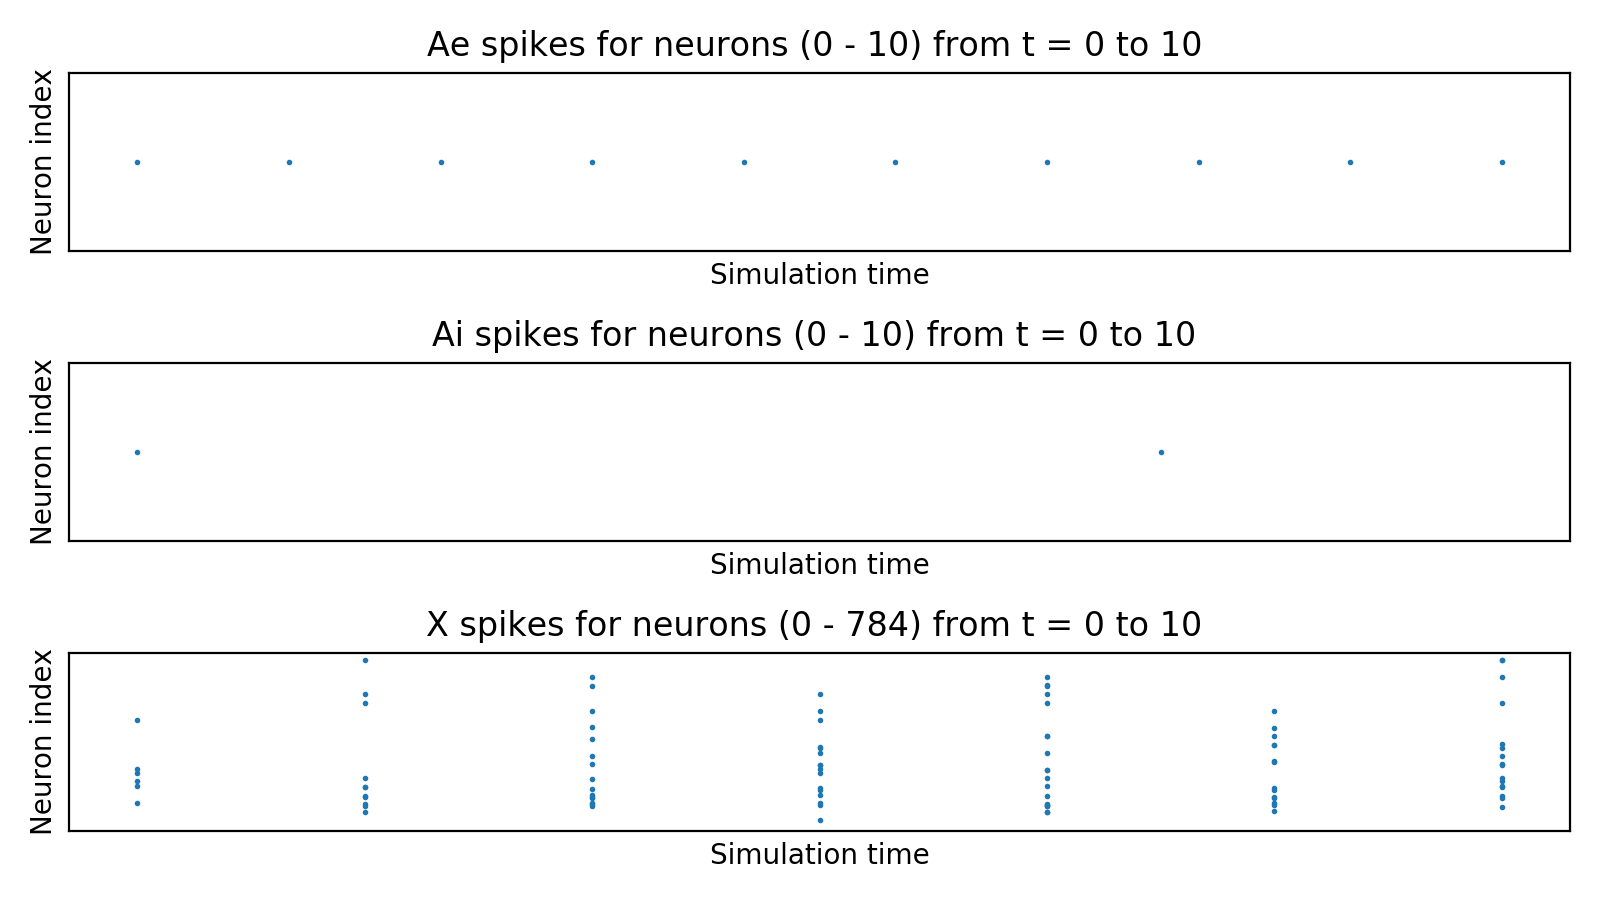 Ae spikes for neurons (0 - 10) from t = 0 to 10
Neuron index
Simulation time
Ai spikes for neurons (0 - 10) from t = 0 to 10
Neuron index
Simulation time
X spikes for neurons (0 - 784) from t = 0 to 10
Neuron index
Simulation time